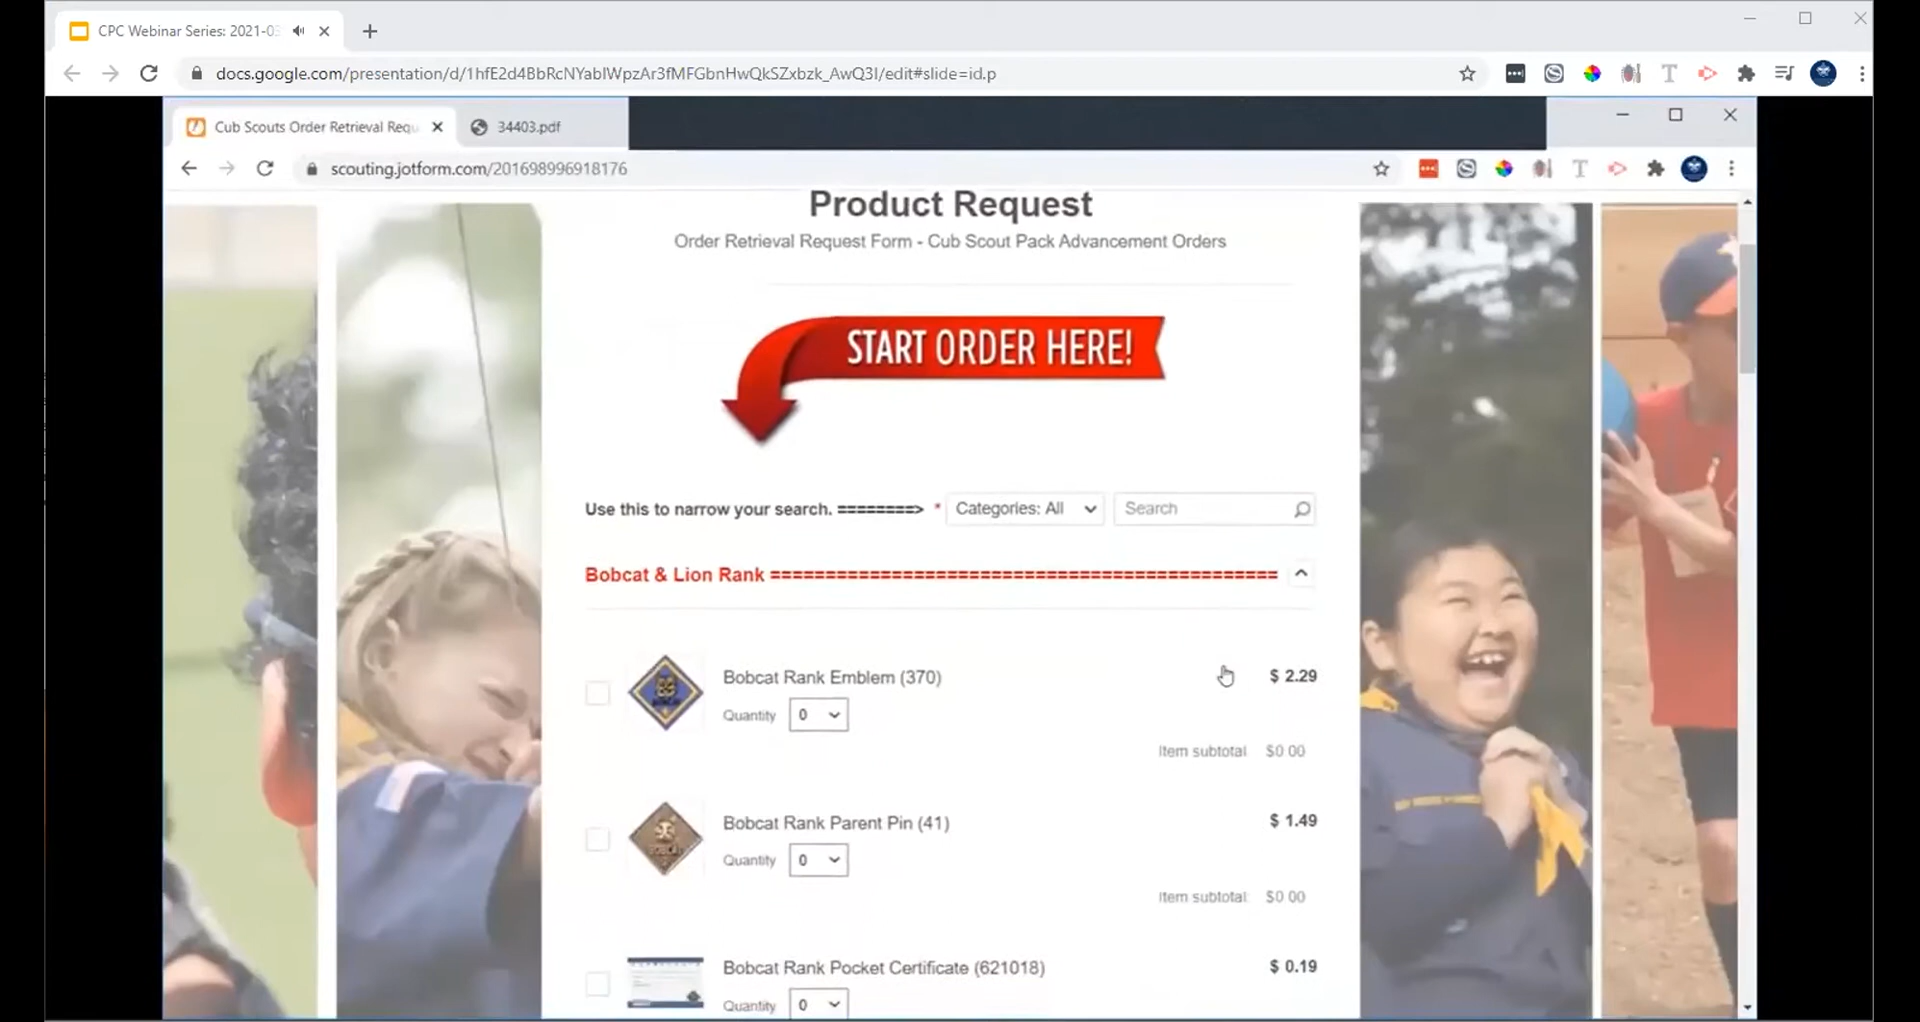 CPC Webinar Series: 2021-03
docs.google.com/presentation/d/1hfE2d4BbRcNYablWpzAr3fMFGbnHwQkSZxbzk_AwQ3I/edit#slide=id.p
Cub Scouts Order Retrieval Requ
34403.pdf
scouting.jotform.com/201698996918176
Product Request
Order Retrieval Request Form - Cub Scout Pack Advancement Orders
START ORDER HERE!
Use this to narrow your search. ========> * Categories: All Search
Bobcat & Lion Rank ==============================================
Bobcat Rank Emblem (370) $ 2.29
Quantity 0
Item subtotal: $0.00
Bobcat Rank Parent Pin (41) $ 1.49
Quantity 0
Item subtotal: $0.00
Bobcat Rank Pocket Certificate (621018) $ 0.19
Quantity 0